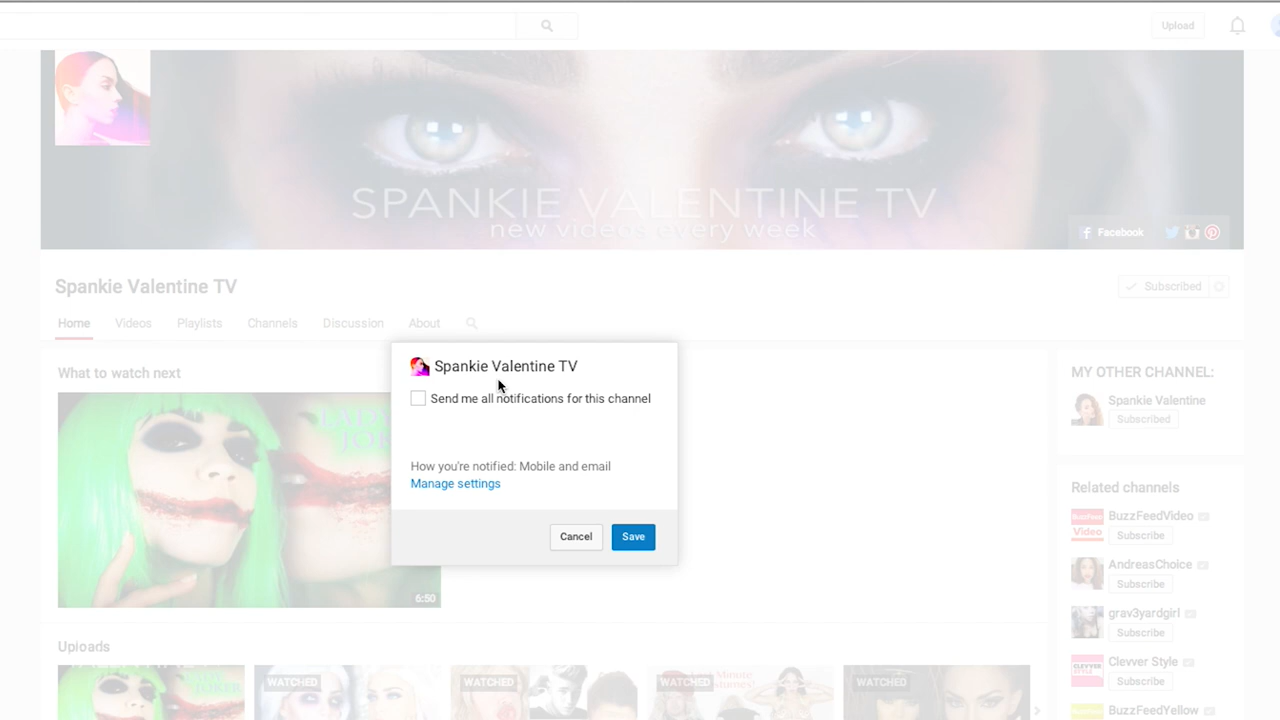 Upload
SPANKIE VALENTINE TV
new videos every week
Facebook
Spankie Valentine TV
Subscribed
Home Videos Playlists Channels Discussion About
What to watch next
6:50
Spankie Valentine TV
Send me all notifications for this channel
How you're notified: Mobile and email
Manage settings
Cancel Save
MY OTHER CHANNEL:
Spankie Valentine
Subscribed
Related channels
BuzzFeedVideo
Subscribe
AndreasChoice
Subscribe
grav3yardgirl
Subscribe
Clevver Style
Subscribe
BuzzFeedYellow
Uploads
WATCHED
WATCHED
WATCHED
WATCHED